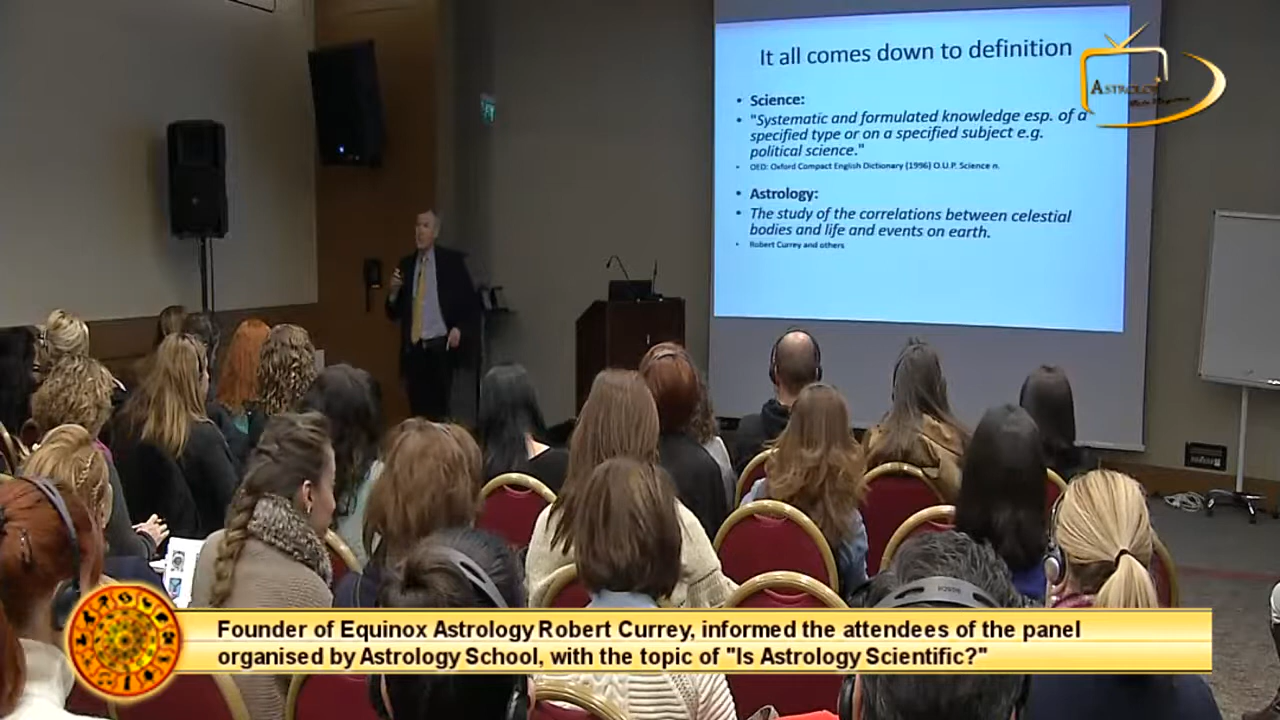 It all comes down to definition
• Science:
• "Systematic and formulated knowledge esp. of a
specified type or on a specified subject e.g.
political science."
• OED: Oxford Compact English Dictionary (1996) O.U.P. Science n.
• Astrology:
• The study of the correlations between celestial
bodies and life and events on earth.
• Robert Currey and others
Founder of Equinox Astrology Robert Currey, informed the attendees of the panel
organised by Astrology School, with the topic of "Is Astrology Scientific?"